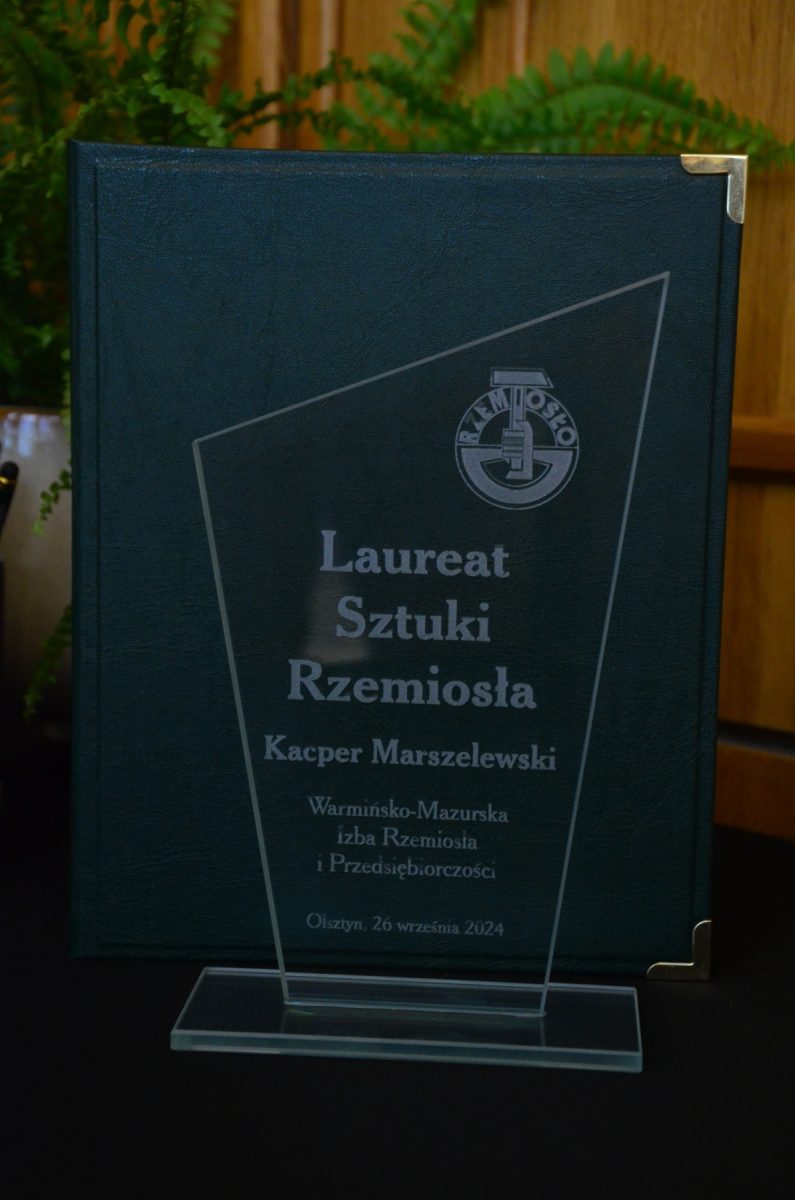 RZEMIOSŁO
Laureat
Sztuki
Rzemiosła
Kacper Marszelewski
Warmińsko-Mazurska
Izba Rzemiosła
i Przedsiębiorczości
Olsztyn, 26 września 2024